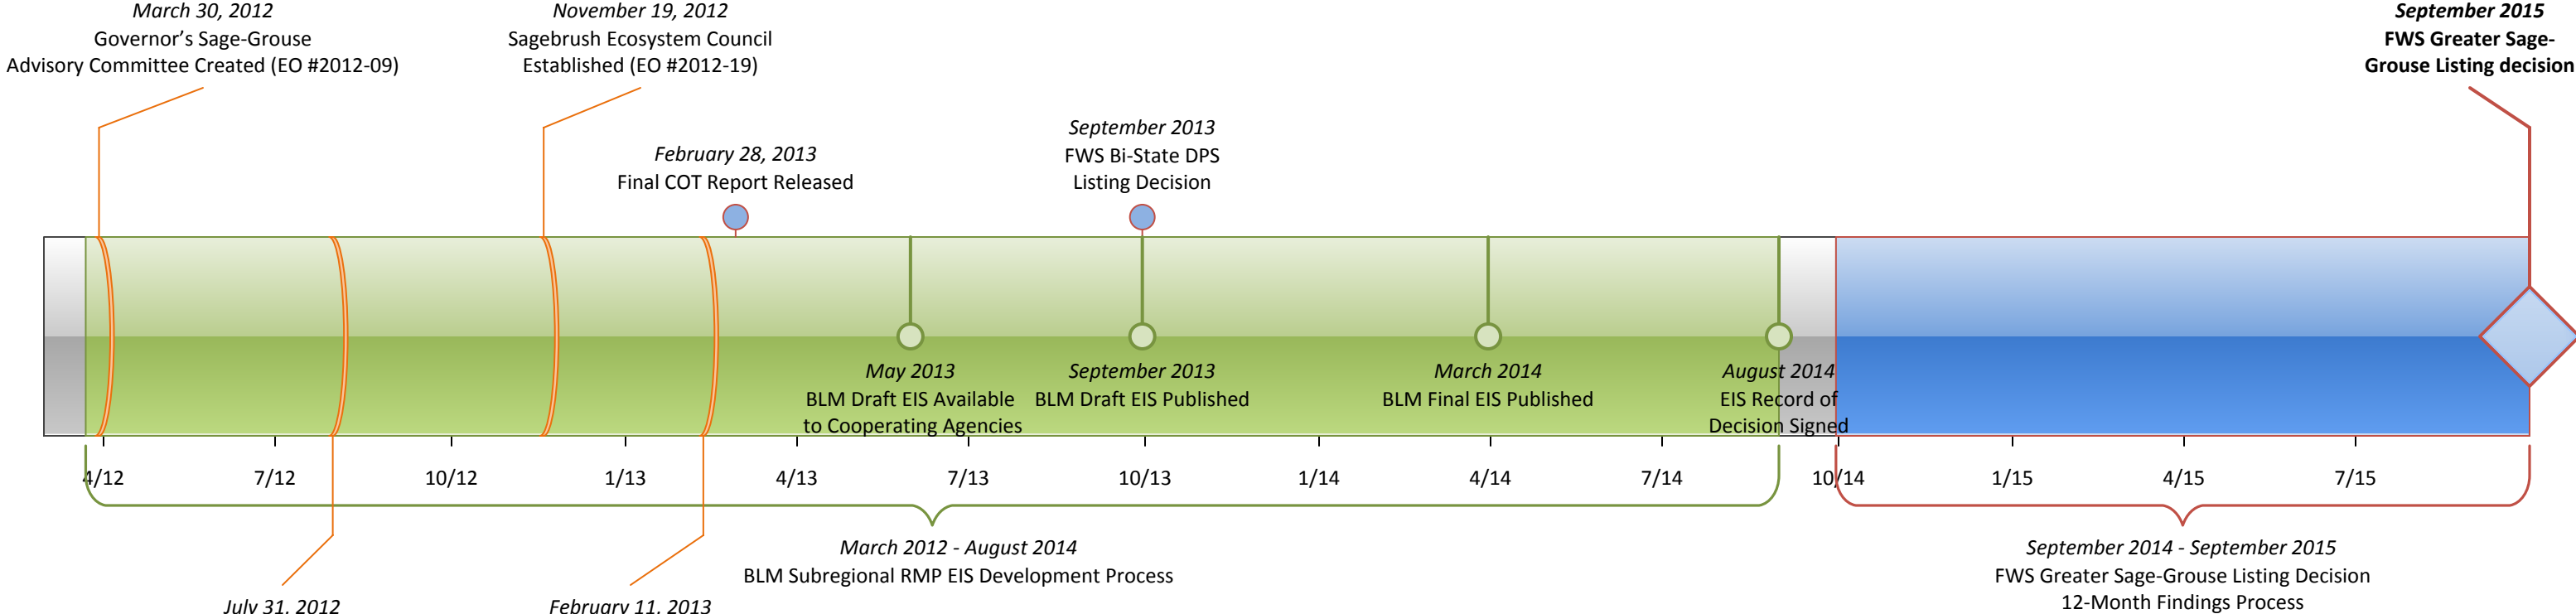 March 30, 2012
Governor’s Sage-Grouse
Advisory Committee Created (EO #2012-09)
November 19, 2012
Sagebrush Ecosystem Council
Established (EO #2012-19)
September 2015
FWS Greater Sage-
Grouse Listing decision
February 28, 2013
Final COT Report Released
September 2013
FWS Bi-State DPS
Listing Decision
May 2013
BLM Draft EIS Available
to Cooperating Agencies
September 2013
BLM Draft EIS Published
March 2014
BLM Final EIS Published
August 2014
EIS Record of
Decision Signed
4/12
7/12
10/12
1/13
4/13
7/13
10/13
1/14
4/14
7/14
10/14
1/15
4/15
7/15
March 2012 - August 2014
BLM Subregional RMP EIS Development Process
September 2014 - September 2015
FWS Greater Sage-Grouse Listing Decision
12-Month Findings Process
July 31, 2012
February 11, 2013